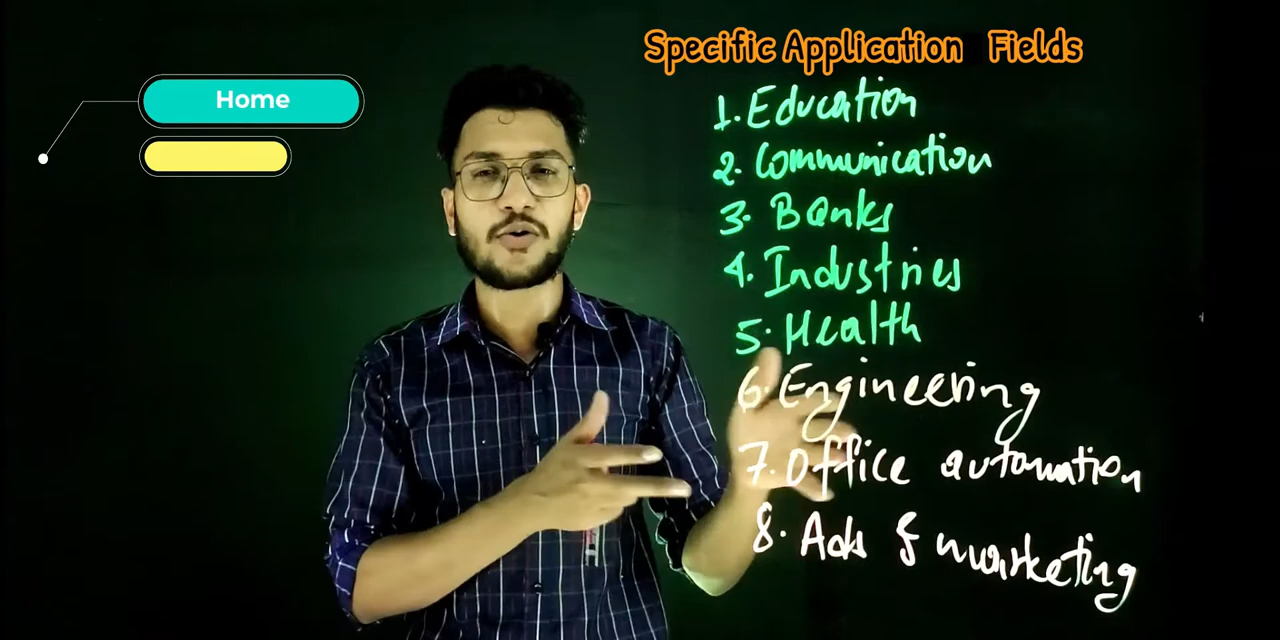 Specific Application Fields
Home
1. Education
2. Communication
3. Banks
4. Industries
5. Health
6. Engineering
7. Office automation
8. Ads & marketing